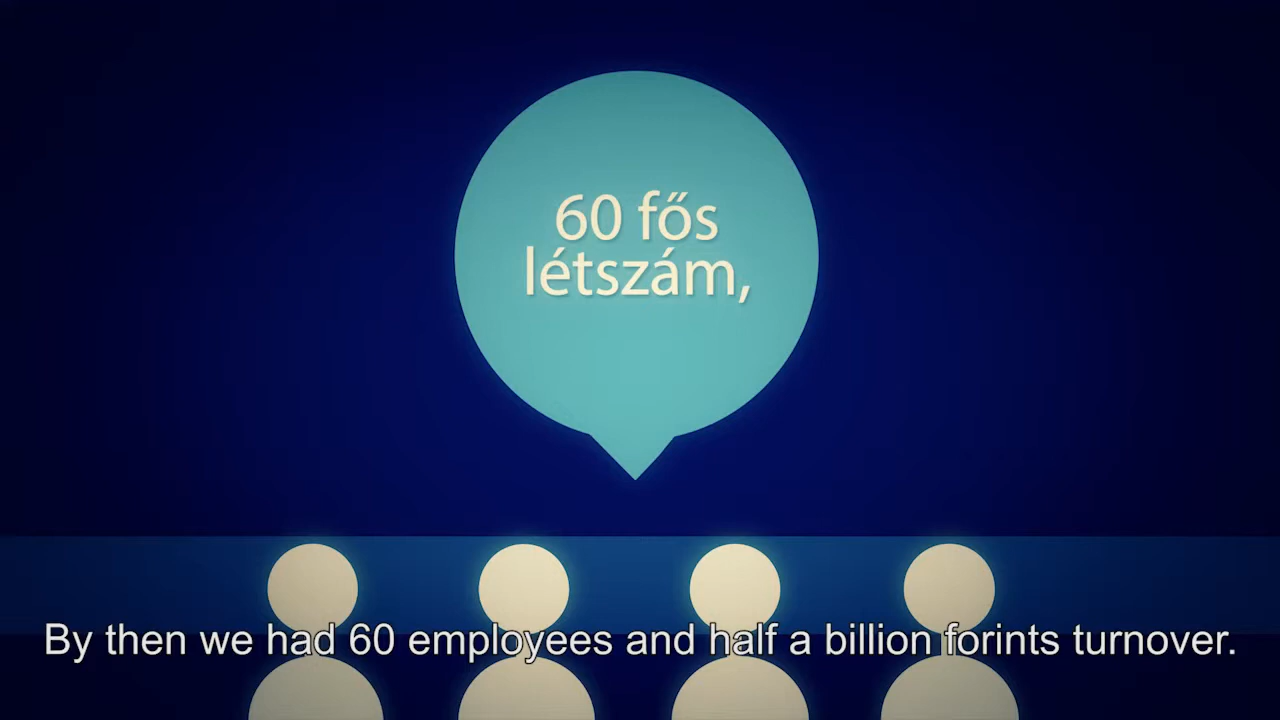 60 fős
létszám,
By then we had 60 employees and half a billion forints turnover.